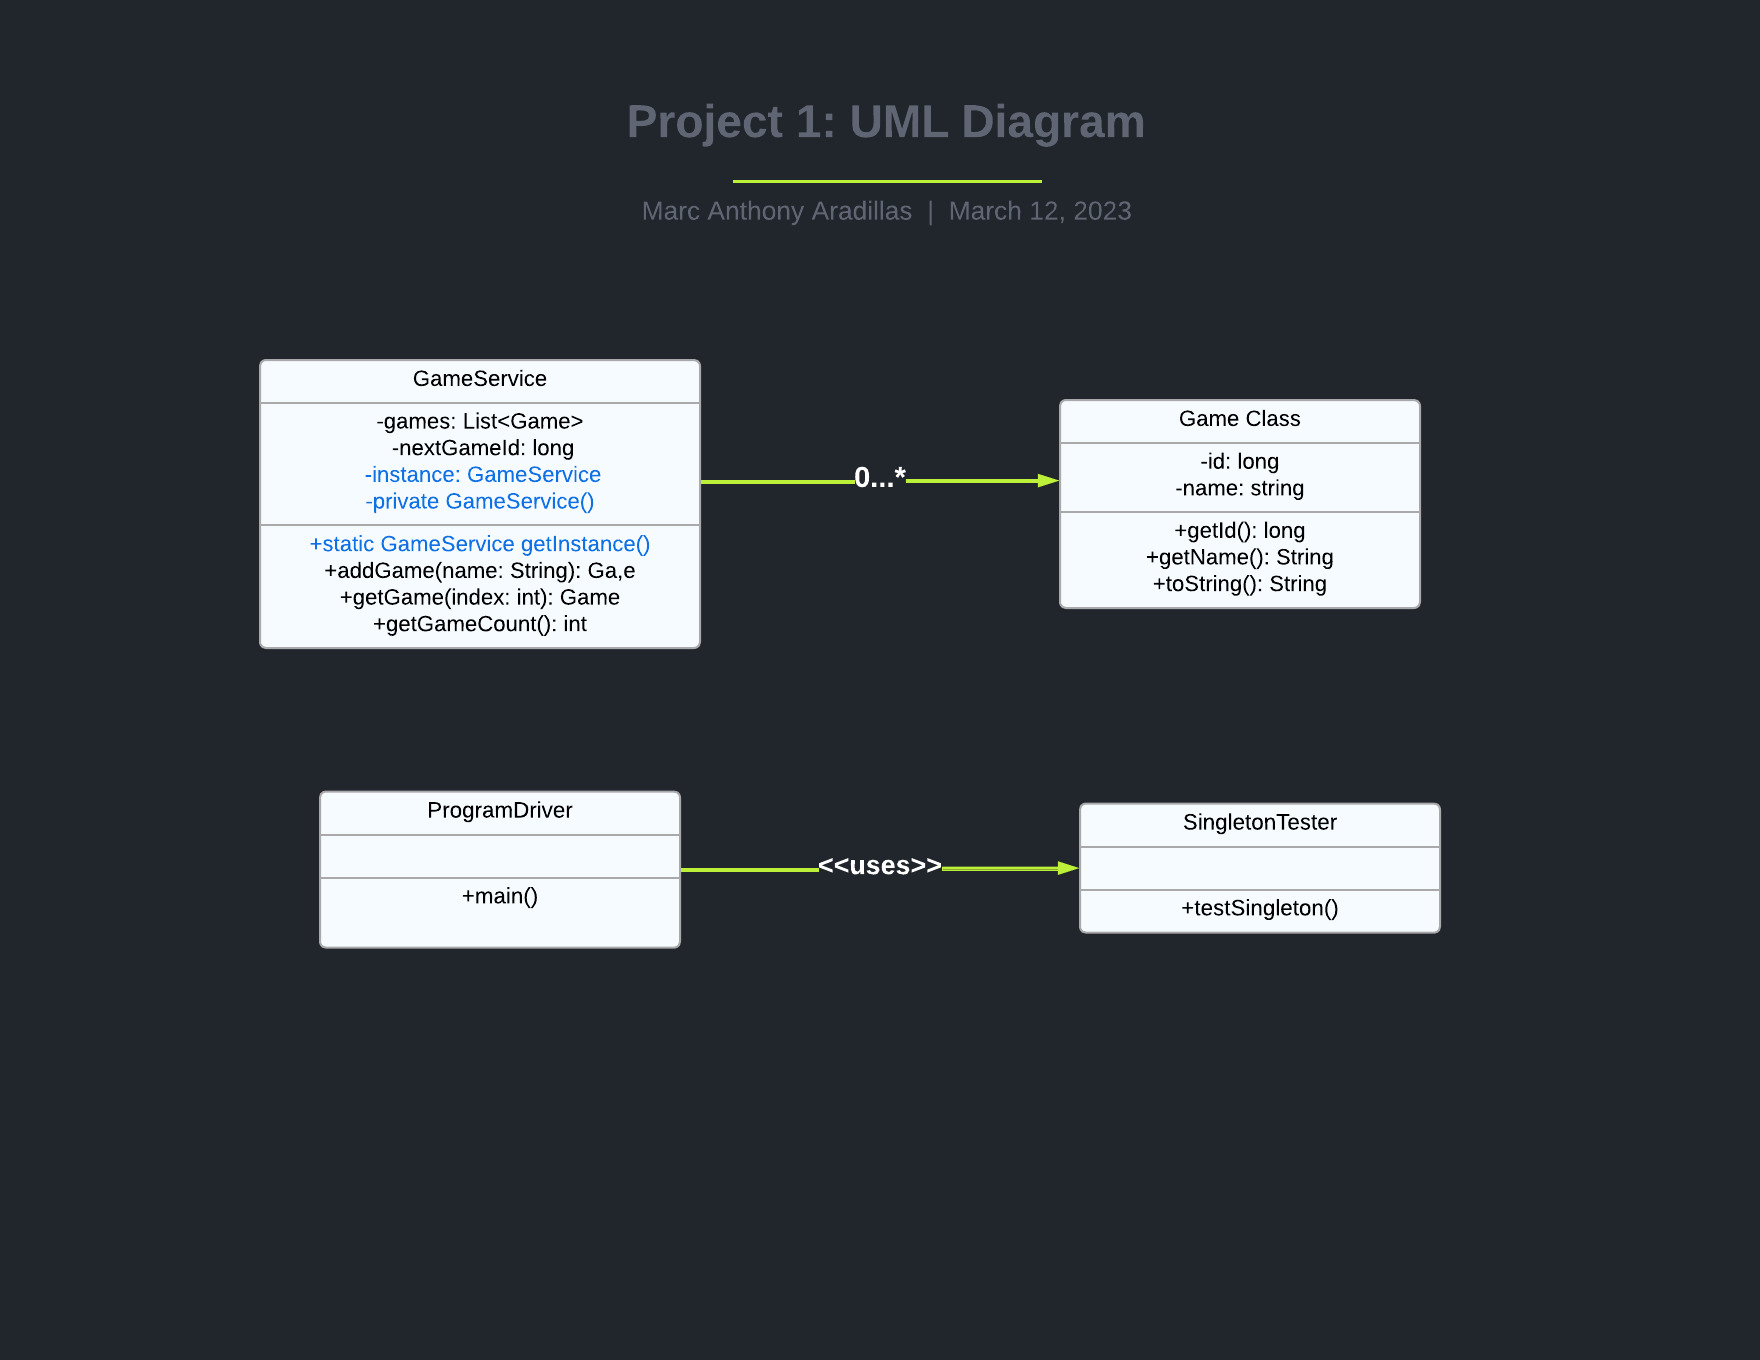 Project 1: UML Diagram
Marc Anthony Aradillas | March 12, 2023
GameService
-games: List<Game>
-nextGameId: long
-instance: GameService
-private GameService()
+static GameService getInstance()
+addGame(name: String): Ga,e
+getGame(index: int): Game
+getGameCount(): int
0...*
Game Class
-id: long
-name: string
+getId(): long
+getName(): String
+toString(): String
ProgramDriver
+main()
<<uses>>
SingletonTester
+testSingleton()